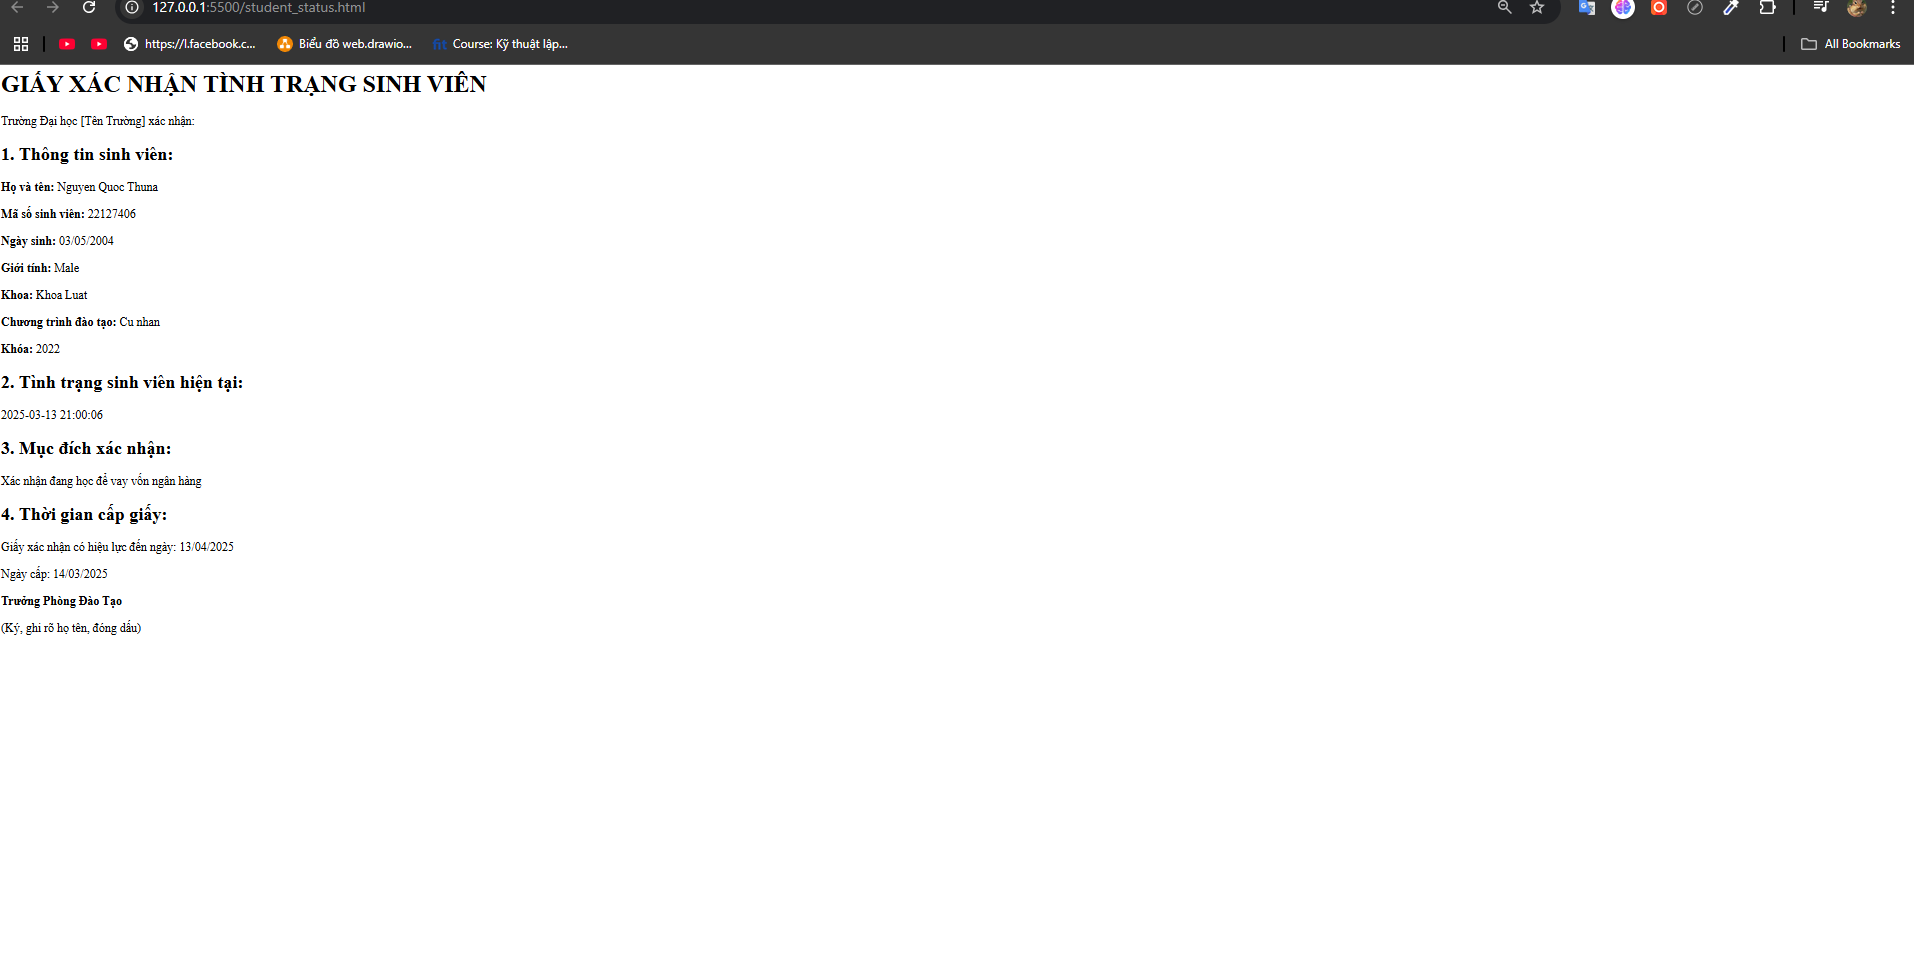 127.0.0.1:5500/student_status.html
https://l.facebook.c...
Biểu đồ web.drawio...
fit Course: Kỹ thuật lập...
All Bookmarks
GIẤY XÁC NHẬN TÌNH TRẠNG SINH VIÊN
Trường Đại học [Tên Trường] xác nhận:
1. Thông tin sinh viên:
Họ và tên: Nguyen Quoc Thuna
Mã số sinh viên: 22127406
Ngày sinh: 03/05/2004
Giới tính: Male
Khoa: Khoa Luat
Chương trình đào tạo: Cu nhan
Khóa: 2022
2. Tình trạng sinh viên hiện tại:
2025-03-13 21:00:06
3. Mục đích xác nhận:
Xác nhận đang học để vay vốn ngân hàng
4. Thời gian cấp giấy:
Giấy xác nhận có hiệu lực đến ngày: 13/04/2025
Ngày cấp: 14/03/2025
Trưởng Phòng Đào Tạo
(Ký, ghi rõ họ tên, đóng dấu)